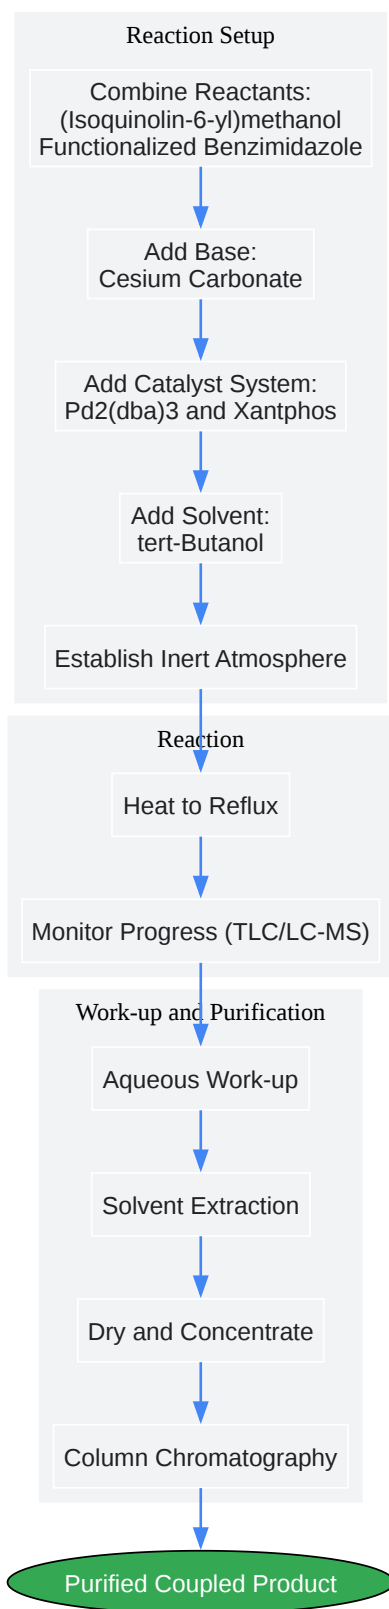 Reaction Setup
Combine Reactants:
(Isoquinolin-6-yl)methanol
Functionalized Benzimidazole
Add Base:
Cesium Carbonate
Add Catalyst System:
Pd2(dba)3 and Xantphos
Add Solvent:
tert-Butanol
Establish Inert Atmosphere
Reaction
Heat to Reflux
Monitor Progress (TLC/LC-MS)
Work-up and Purification
Aqueous Work-up
Solvent Extraction
Dry and Concentrate
Column Chromatography
Purified Coupled Product